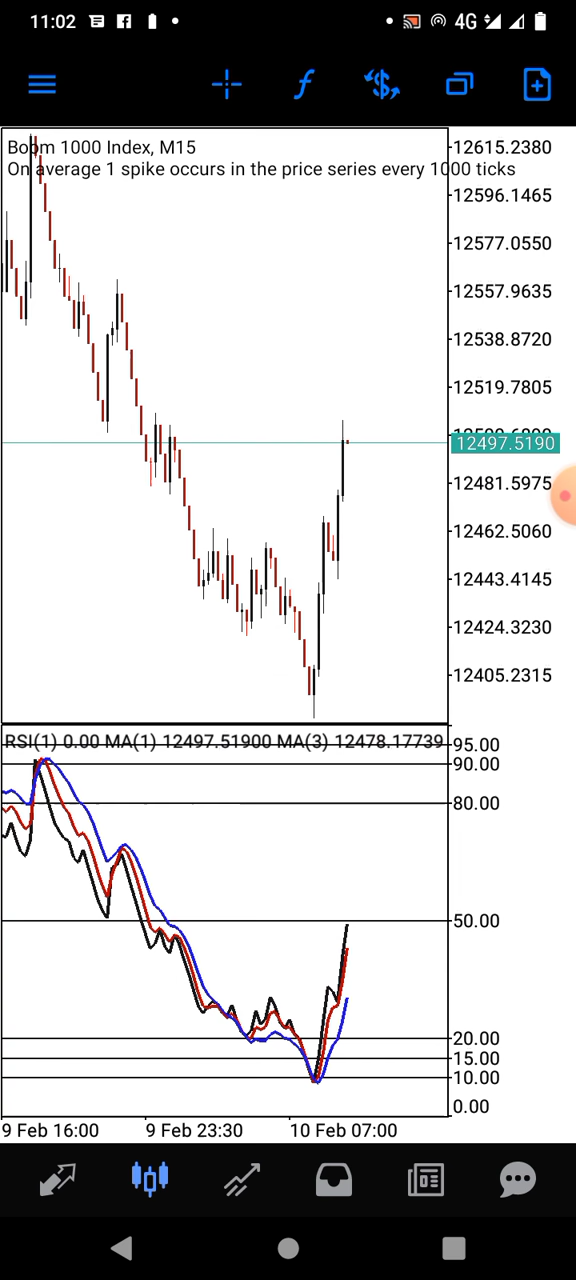 11:02
4G
f
Boom 1000 Index, M15
On average 1 spike occurs in the price series every 1000 ticks
12615.2380
12596.1465
12577.0550
12557.9635
12538.8720
12519.7805
12497.5190
12481.5975
12462.5060
12443.4145
12424.3230
12405.2315
RSI(1) 0.00 MA(1) 12497.51900 MA(3) 12478.17739
95.00
90.00
80.00
50.00
20.00
15.00
10.00
0.00
9 Feb 16:00
9 Feb 23:30
10 Feb 07:00